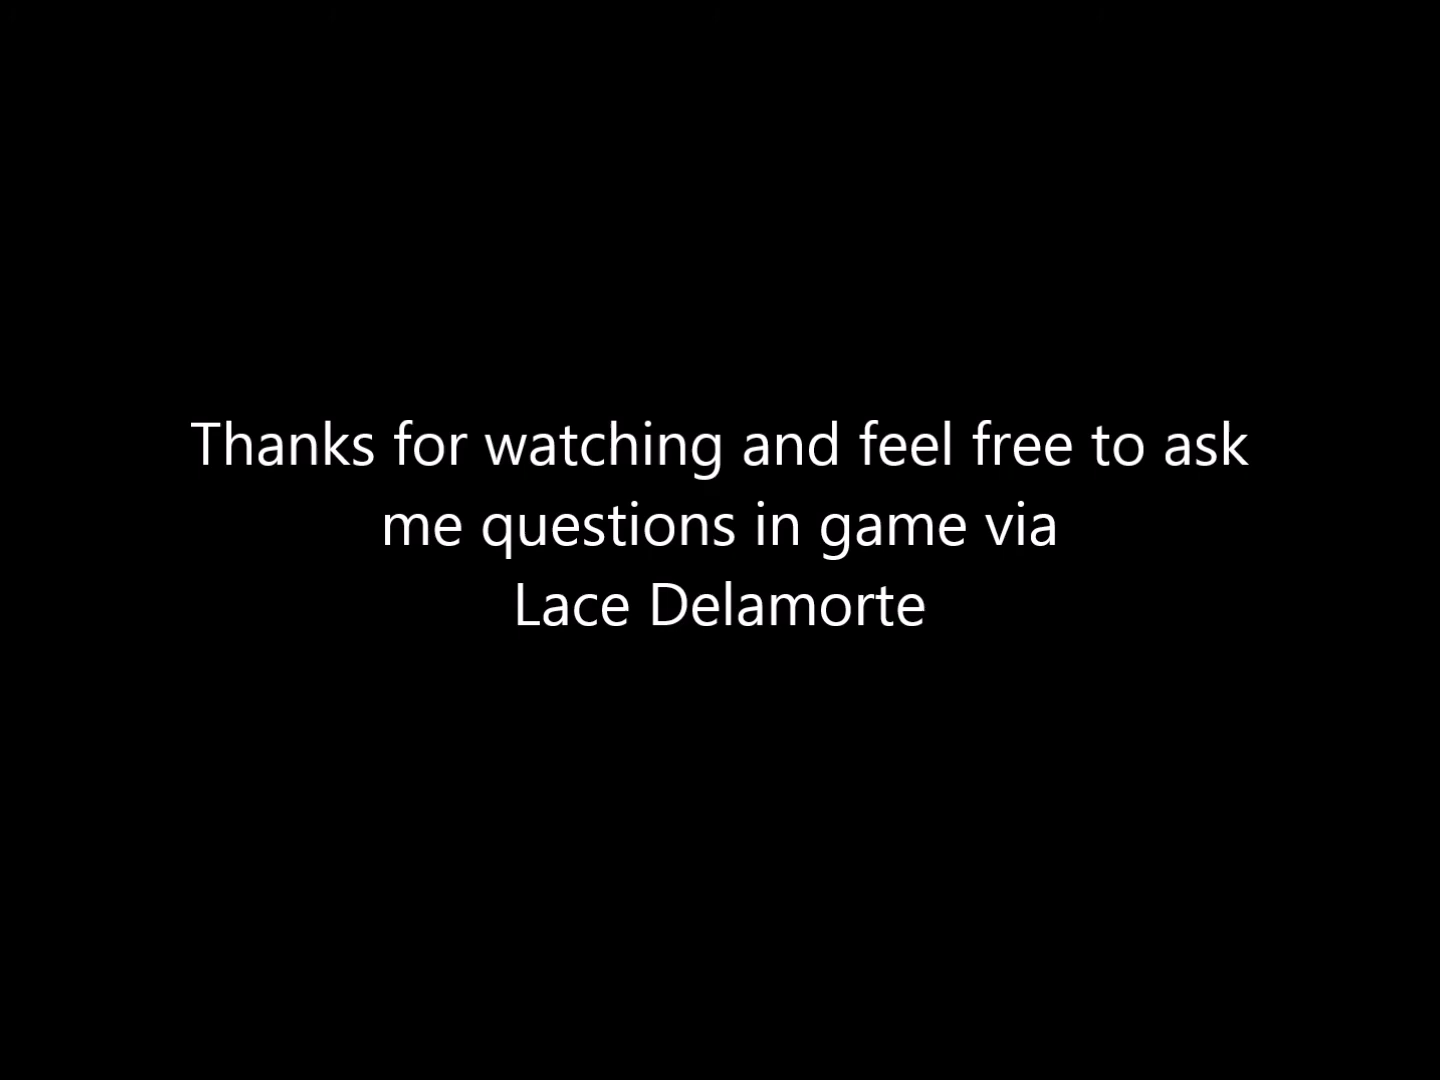 Thanks for watching and feel free to ask
me questions in game via
Lace Delamorte